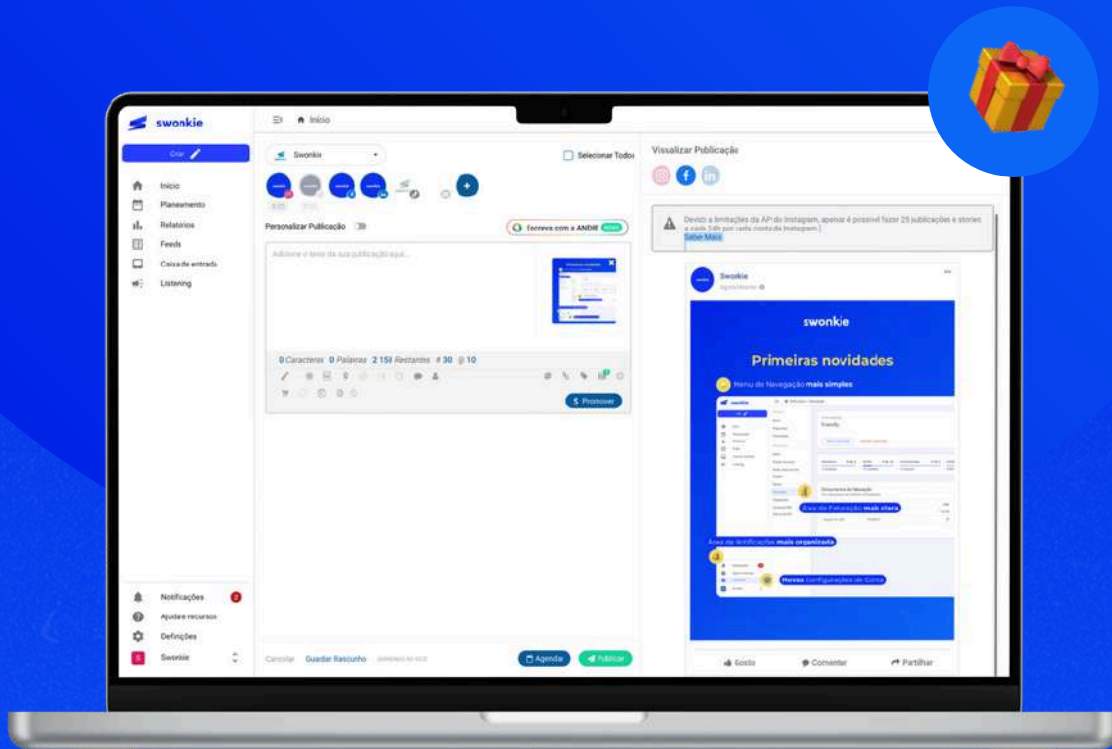 swonkie
Início
Criar
Início
Planeamento
Relatórios
Feeds
Caixa de entrada
Listening
Notificações
Ajuda e recursos
Definições
Swonkie
Swonkie
Selecionar Todos
Personalizar Publicação
Escreva com a ANDIE
Adicione o texto da sua publicação aqui...
0 Caracteres 0 Palavras 2 158 Restantes # 30 @ 10
$ Promover
Cancelar
Guardar Rascunho
Agendar
Publicar
Visualizar Publicação
Devido a limitações da API do Instagram, apenas é possível fazer 25 publicações e stories
a cada 24h por cada conta de Instagram.)
Saber Mais
Swonkie
swonkie
Primeiras novidades
Menu de Navegação mais simples
Área de Faturação mais clara
Área de Notificações mais organizada
Novas Configurações de Conta
Gosto
Comentar
Partilhar